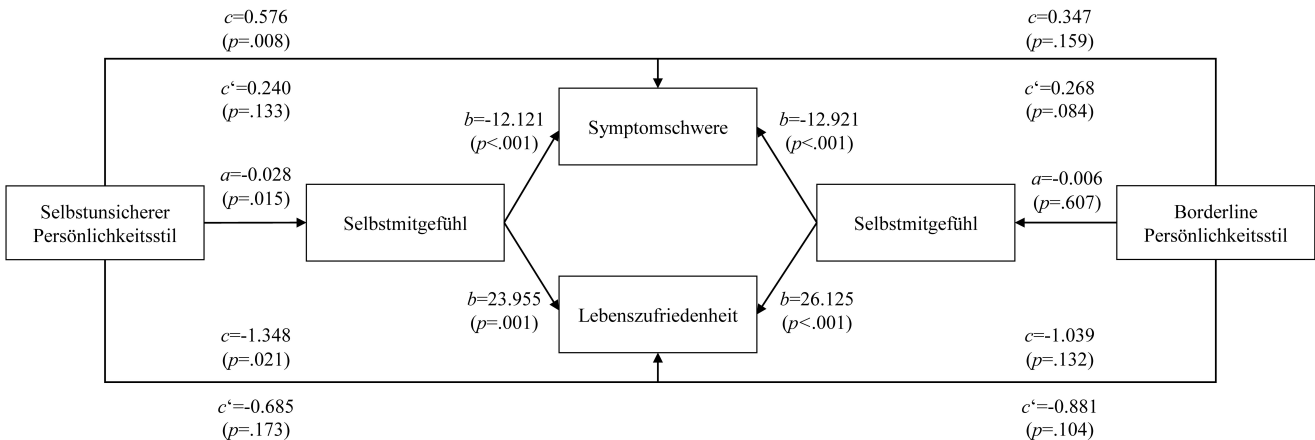 c=0.576
(p=.008)
c=0.347
(p=.159)
c‘=0.240
(p=.133)
c‘=0.268
(p=.084)
b=-12.121
(p<.001)
Symptomschwere
b=-12.921
(p<.001)
a=-0.028
(p=.015)
a=-0.006
(p=.607)
Selbstunsicherer
Persönlichkeitsstil
Selbstmitgefühl
Selbstmitgefühl
Borderline
Persönlichkeitsstil
b=23.955
(p=.001)
Lebenszufriedenheit
b=26.125
(p<.001)
c=-1.348
(p=.021)
c=-1.039
(p=.132)
c‘=-0.685
(p=.173)
c‘=-0.881
(p=.104)